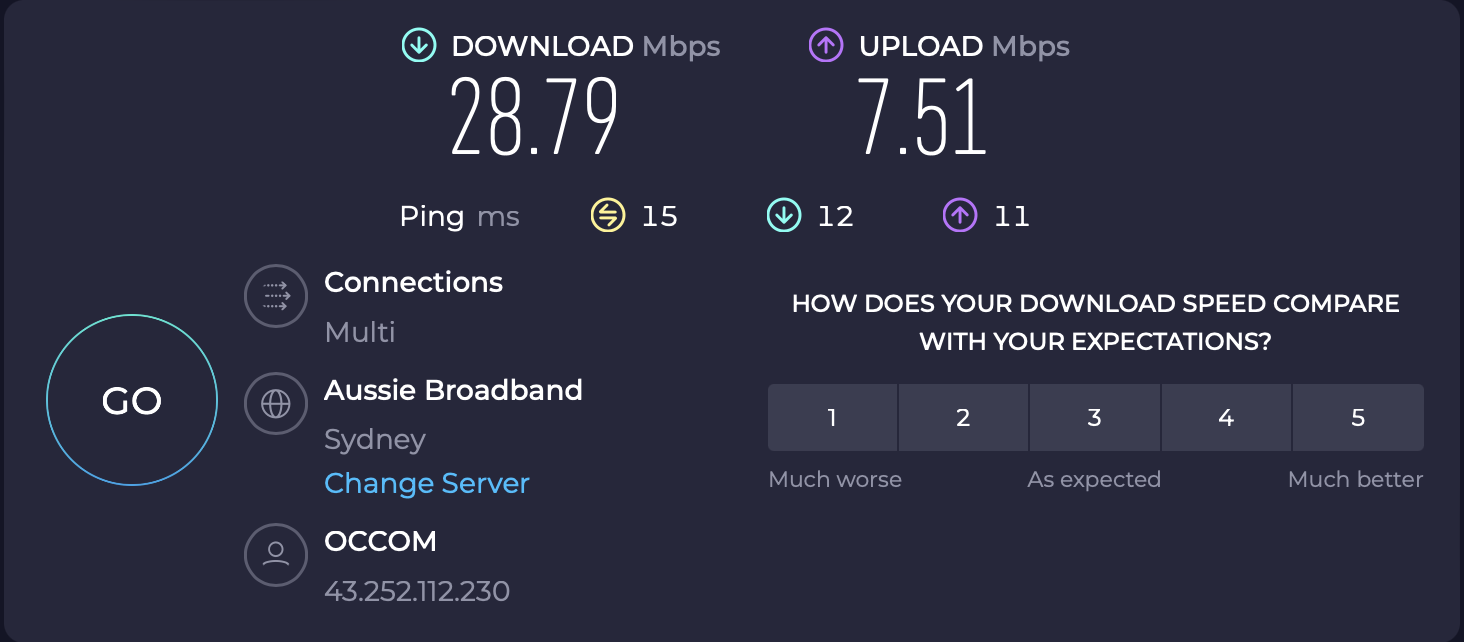 DOWNLOAD Mbps
28.79
UPLOAD Mbps
7.51
Ping ms 15 12 11
GO
Connections
Multi
Aussie Broadband
Sydney
Change Server
OCCOM
43.252.112.230
HOW DOES YOUR DOWNLOAD SPEED COMPARE
WITH YOUR EXPECTATIONS?
1 2 3 4 5
Much worse As expected Much better